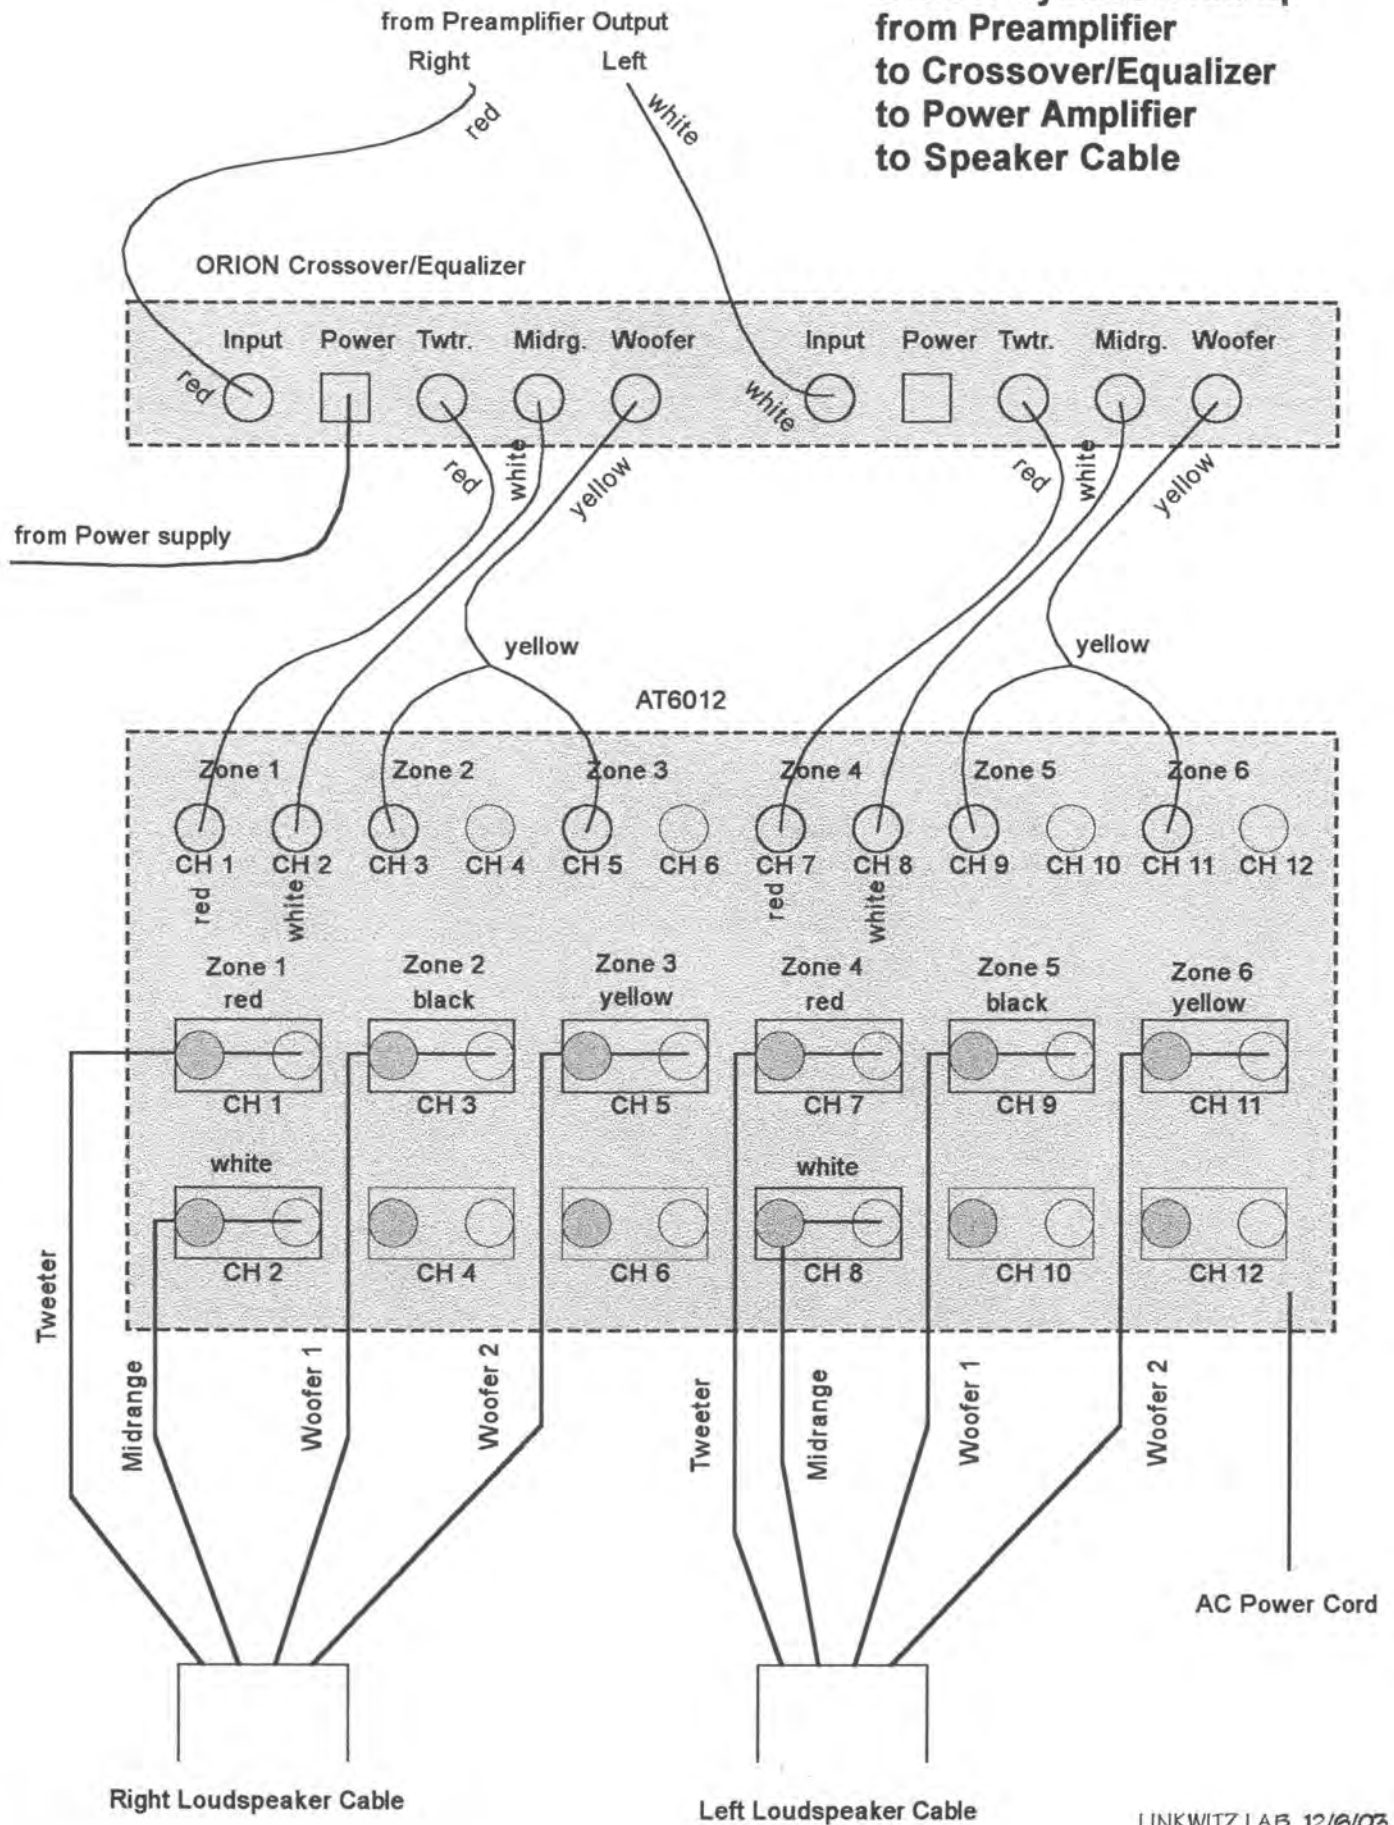 from Preamplifier
to Crossover/Equalizer
to Power Amplifier
to Speaker Cable
from Preamplifier Output
Right Left
red white
ORION Crossover/Equalizer
Input Power Twtr. Midrg. Woofer Input Power Twtr. Midrg. Woofer
red white
red white yellow red white yellow
from Power supply
yellow yellow
AT6012
Zone 1 Zone 2 Zone 3 Zone 4 Zone 5 Zone 6
CH 1 CH 2 CH 3 CH 4 CH 5 CH 6 CH 7 CH 8 CH 9 CH 10 CH 11 CH 12
red white red white
Zone 1 Zone 2 Zone 3 Zone 4 Zone 5 Zone 6
red black yellow red black yellow
CH 1 CH 3 CH 5 CH 7 CH 9 CH 11
white white
CH 2 CH 4 CH 6 CH 8 CH 10 CH 12
Tweeter Midrange Woofer 1 Woofer 2 Tweeter Midrange Woofer 1 Woofer 2
AC Power Cord
Right Loudspeaker Cable Left Loudspeaker Cable
LINKWITZ LAB 12/6/03